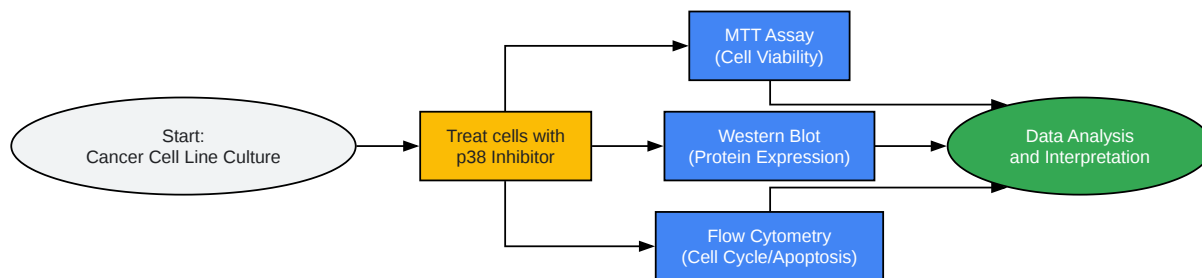 Start:
Cancer Cell Line Culture
Treat cells with
p38 Inhibitor
MTT Assay
(Cell Viability)
Western Blot
(Protein Expression)
Flow Cytometry
(Cell Cycle/Apoptosis)
Data Analysis
and Interpretation